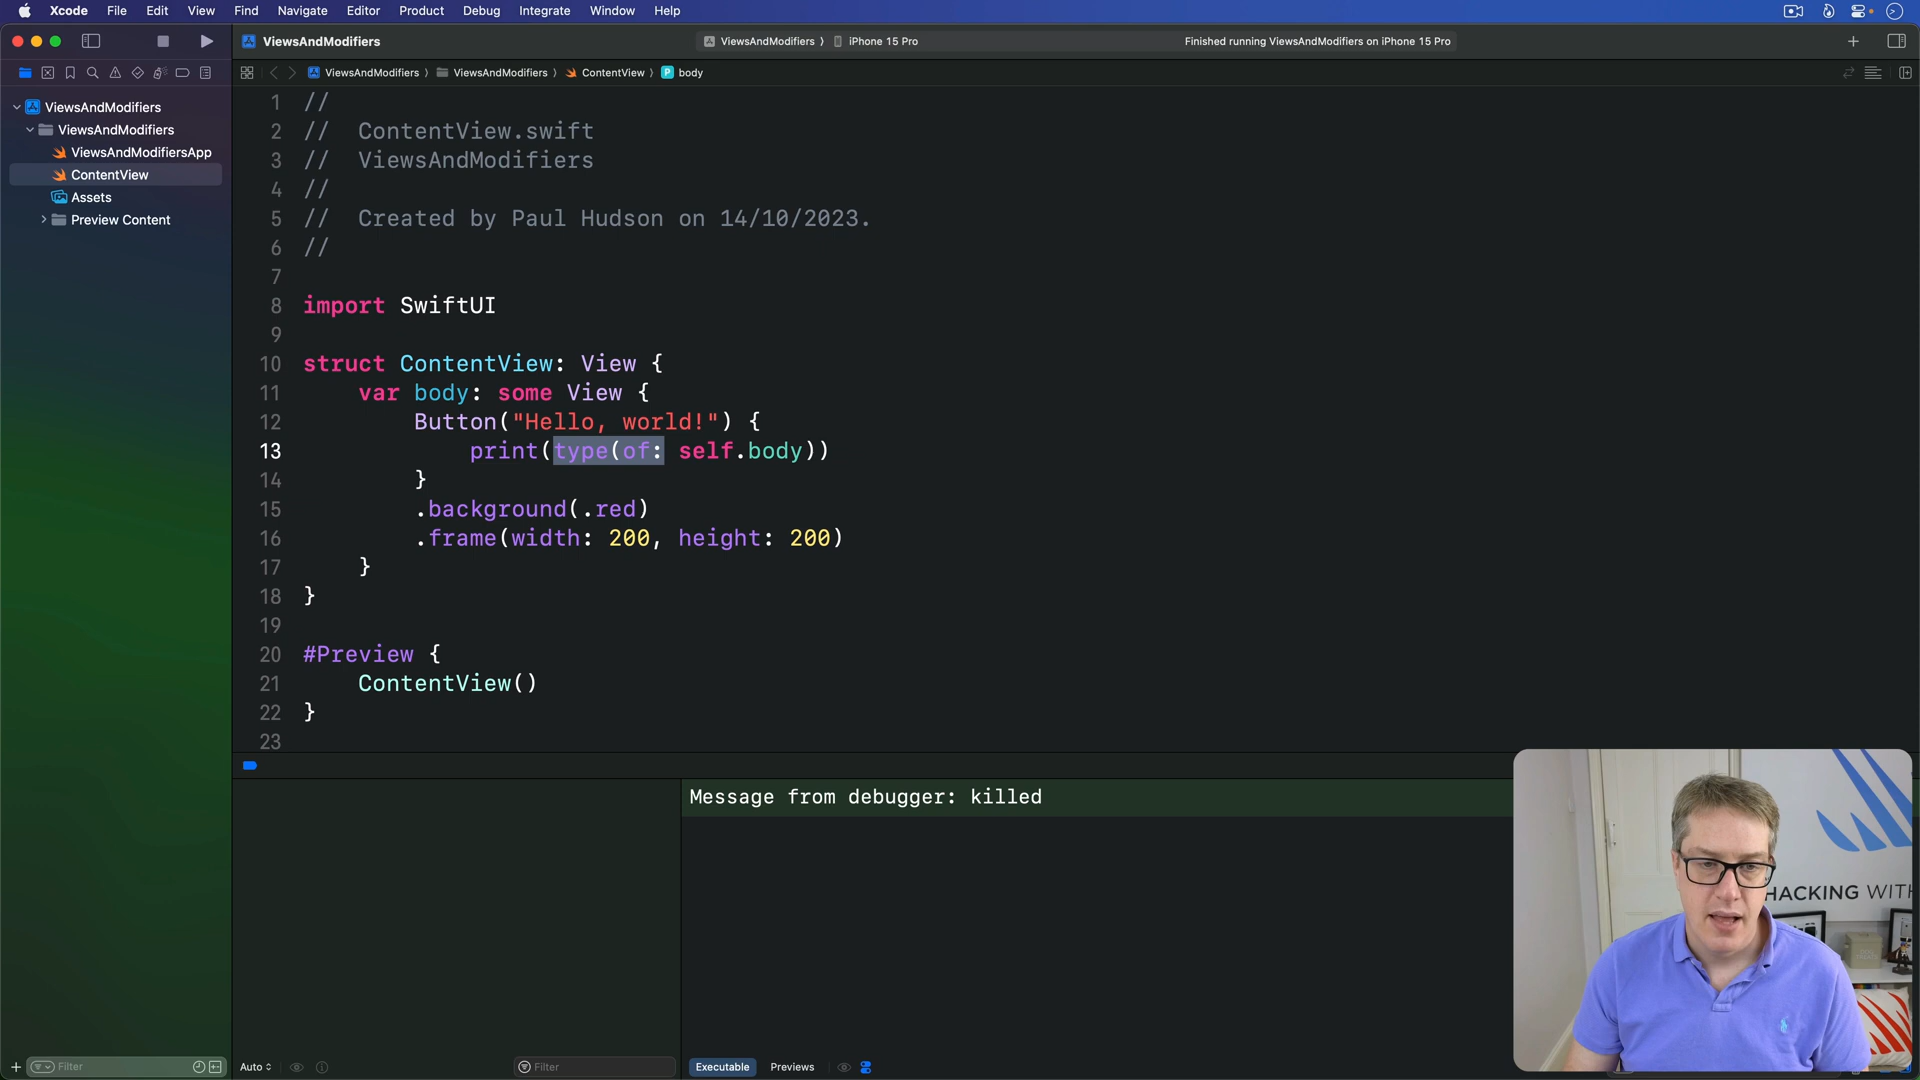 Xcode File Edit View Find Navigate Editor Product Debug Integrate Window Help
ViewsAndModifiers
ViewsAndModifiers 〉 iPhone 15 Pro
Finished running ViewsAndModifiers on iPhone 15 Pro
ViewsAndModifiers 〉 ViewsAndModifiers 〉 ContentView 〉 P body
ViewsAndModifiers
ViewsAndModifiers
ViewsAndModifiersApp
ContentView
Assets
Preview Content
1 //
2 //  ContentView.swift
3 //  ViewsAndModifiers
4 //
5 //  Created by Paul Hudson on 14/10/2023.
6 //
7
8 import SwiftUI
9
10 struct ContentView: View {
11     var body: some View {
12         Button("Hello, world!") {
13             print(type(of: self.body))
14         }
15         .background(.red)
16         .frame(width: 200, height: 200)
17     }
18 }
19
20 #Preview {
21     ContentView()
22 }
23
Message from debugger: killed
HACKING WITH
Filter
Auto
Filter
Executable Previews